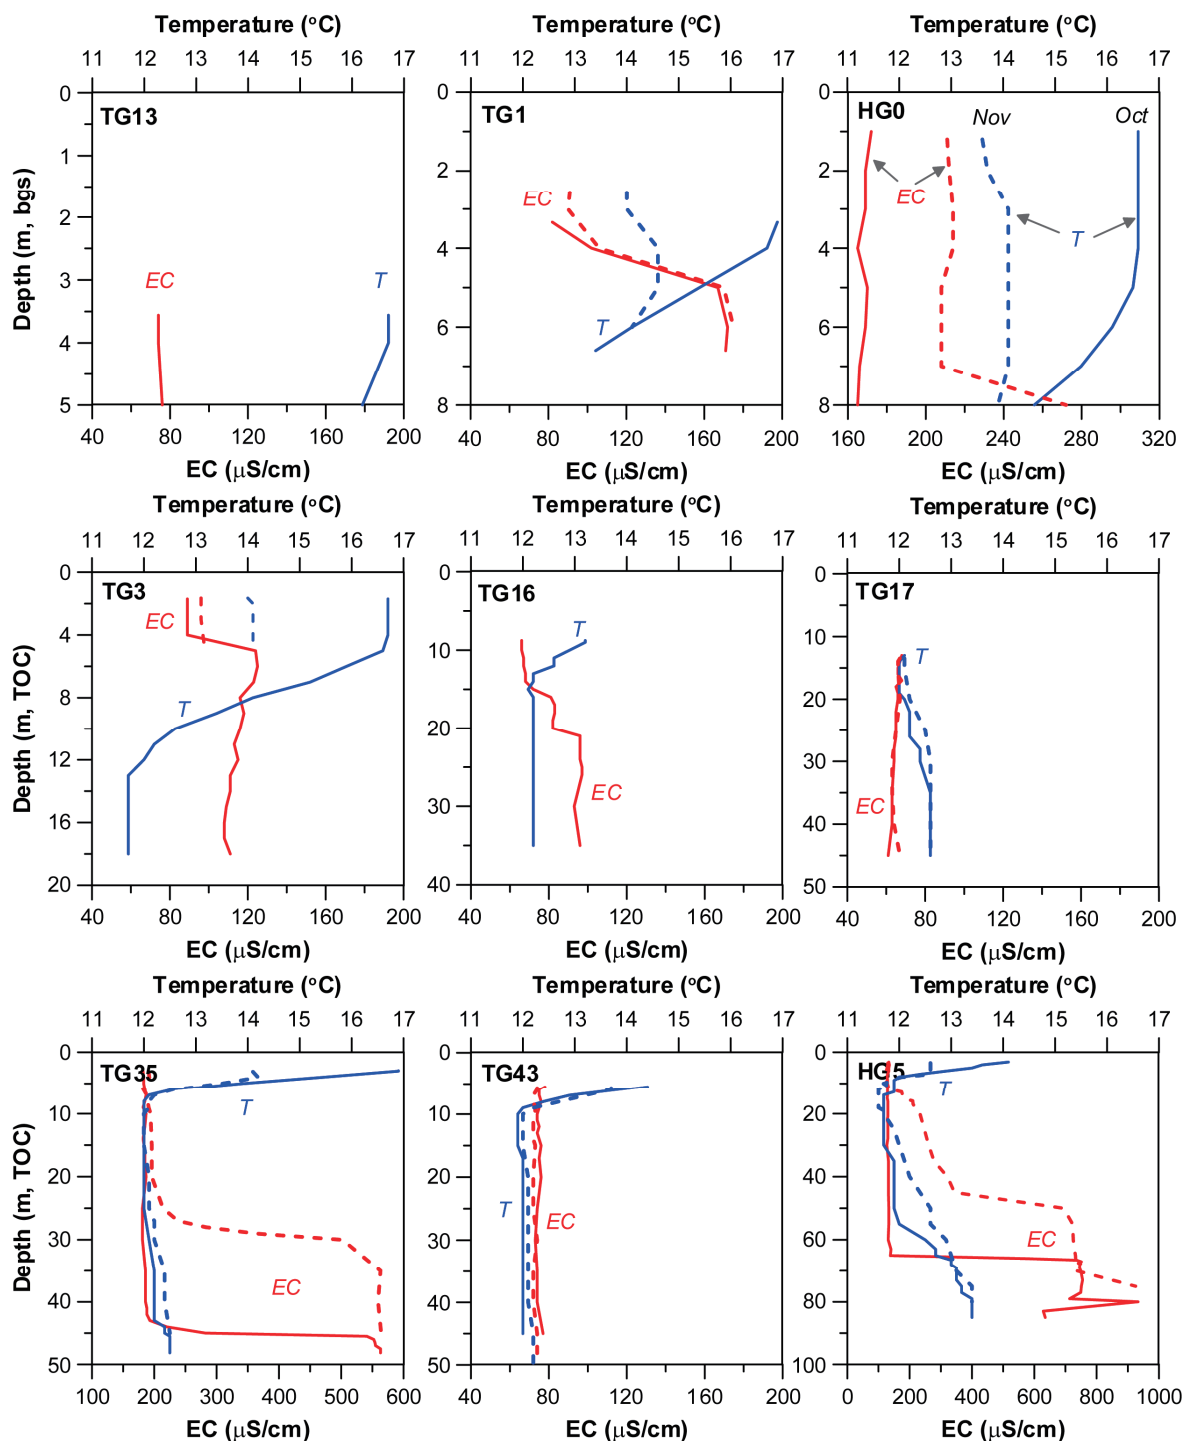 Temperature (°C) Temperature (°C) Temperature (°C)
11 12 13 14 15 16 17 11 12 13 14 15 16 17 11 12 13 14 15 16 17
Depth (m, bgs)
0 1 2 3 4 5
TG13
EC T
40 80 120 160 200
EC (μS/cm)
0 2 4 6 8
TG1
EC
T
40 80 120 160 200
EC (μS/cm)
0 2 4 6 8
HG0 Nov Oct
EC
T
160 200 240 280 320
EC (μS/cm)
Temperature (°C) Temperature (°C) Temperature (°C)
11 12 13 14 15 16 17 11 12 13 14 15 16 17 11 12 13 14 15 16 17
Depth (m, TOC)
0 4 8 12 16 20
TG3
EC
T
40 80 120 160 200
EC (μS/cm)
0 10 20 30 40
TG16
T
EC
40 80 120 160 200
EC (μS/cm)
0 10 20 30 40 50
TG17
T
EC
40 80 120 160 200
EC (μS/cm)
Temperature (°C) Temperature (°C) Temperature (°C)
11 12 13 14 15 16 17 11 12 13 14 15 16 17 11 12 13 14 15 16 17
Depth (m, TOC)
0 10 20 30 40 50
TG35
T
EC
100 200 300 400 500 600
EC (μS/cm)
0 10 20 30 40 50
TG43
T
EC
40 80 120 160 200
EC (μS/cm)
0 20 40 60 80 100
HG5
T
EC
0 200 400 600 800 1000
EC (μS/cm)